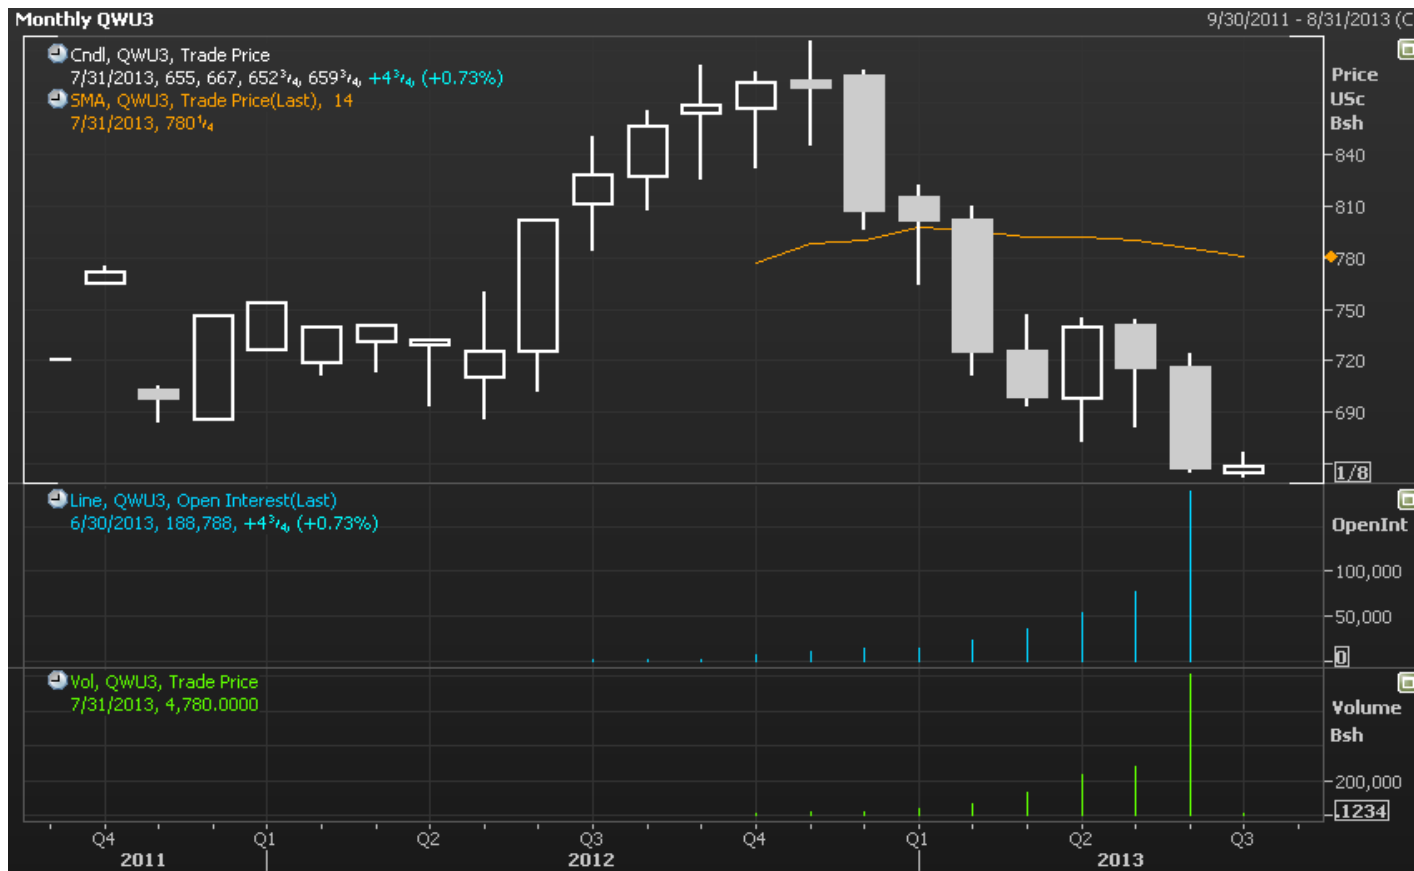 Monthly QWU3
9/30/2011 - 8/31/2013 (C
Cndl, QWU3, Trade Price
7/31/2013, 655, 667, 652³/₄, 659³/₄, +4³/₄, (+0.73%)
SMA, QWU3, Trade Price(Last), 14
7/31/2013, 780¹/₄
Price
USc
Bsh
840
810
780
750
720
690
1/8
Line, QWU3, Open Interest(Last)
6/30/2013, 188,788, +4³/₄, (+0.73%)
OpenInt
100,000
50,000
0
Vol, QWU3, Trade Price
7/31/2013, 4,780.0000
Volume
Bsh
200,000
.1234
Q4 Q1 Q2 Q3 Q4 Q1 Q2 Q3
2011 2012 2013